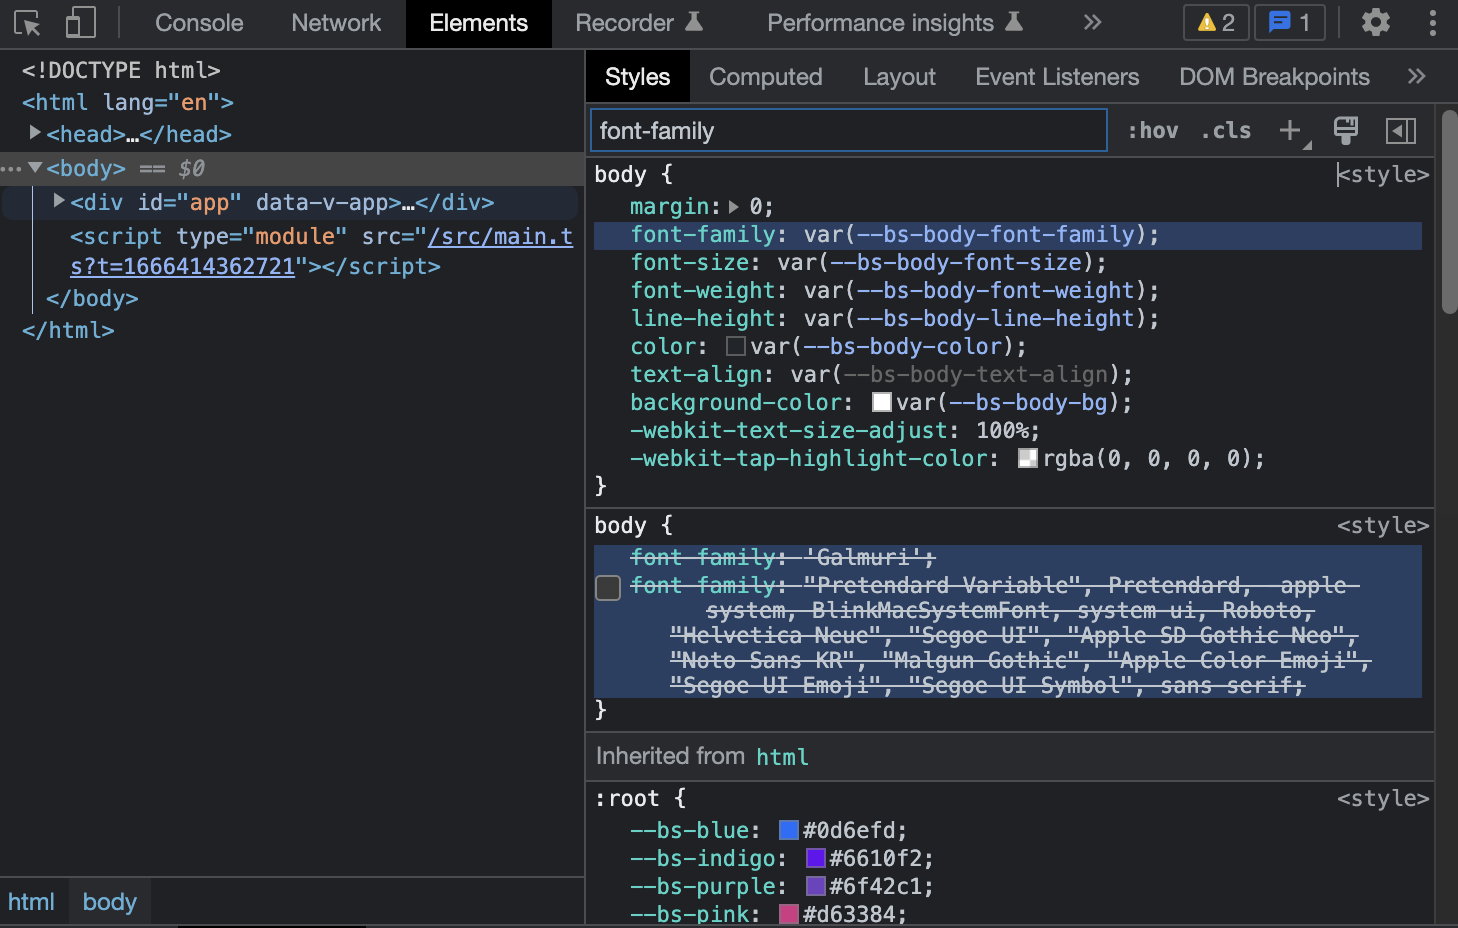 Console Network Elements Recorder Performance insights » 2 1
<!DOCTYPE html>
<html lang="en">
▶<head>…</head>
…▼<body> == $0
▶<div id="app" data-v-app>…</div>
<script type="module" src="/src/main.t
s?t=1666414362721"></script>
</body>
</html>
html body
Styles Computed Layout Event Listeners DOM Breakpoints »
font-family :hov .cls +
body { <style>
margin:▶ 0;
font-family: var(--bs-body-font-family);
font-size: var(--bs-body-font-size);
font-weight: var(--bs-body-font-weight);
line-height: var(--bs-body-line-height);
color: var(--bs-body-color);
text-align: var(--bs-body-text-align);
background-color: var(--bs-body-bg);
-webkit-text-size-adjust: 100%;
-webkit-tap-highlight-color: rgba(0, 0, 0, 0);
}
body { <style>
font-family: 'Galmuri';
font-family: "Pretendard Variable", Pretendard, -apple-
system, BlinkMacSystemFont, system-ui, Roboto,
"Helvetica Neue", "Segoe UI", "Apple SD Gothic Neo",
"Noto Sans KR", "Malgun Gothic", "Apple Color Emoji",
"Segoe UI Emoji", "Segoe UI Symbol", sans-serif;
}
Inherited from html
:root { <style>
--bs-blue: #0d6efd;
--bs-indigo: #6610f2;
--bs-purple: #6f42c1;
--bs-pink: #d63384;